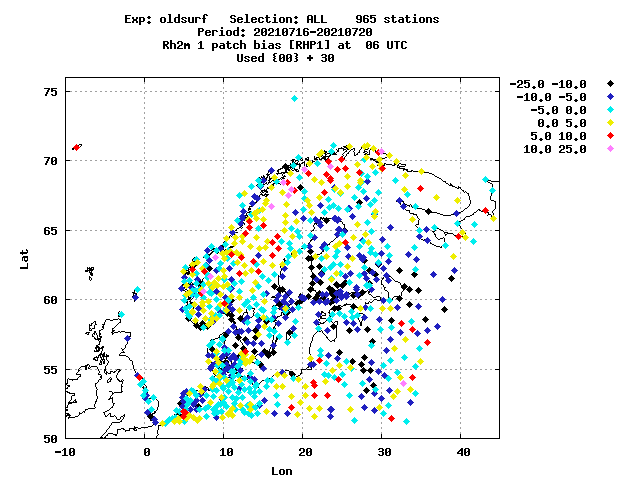 Exp: oldsurf   Selection: ALL    965 stations
Period: 20210716-20210720
Rh2m 1 patch bias [RHP1] at  06 UTC
Used {00} + 30
-25.0 -10.0
-10.0 -5.0
-5.0 0.0
0.0 5.0
5.0 10.0
10.0 25.0
75
70
65
60
55
50
Lat
-10 0 10 20 30 40
Lon